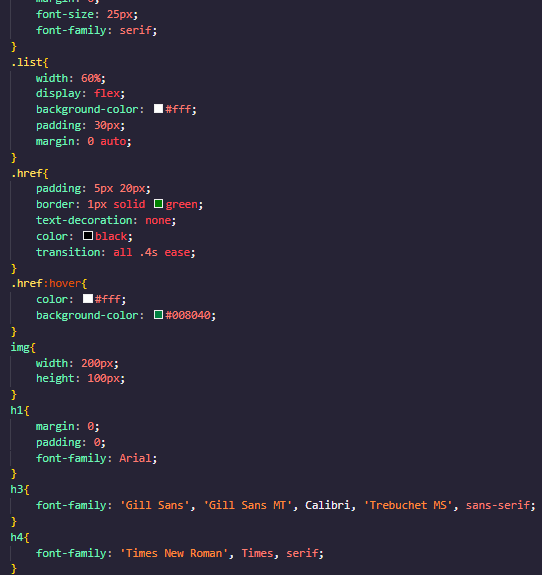 margin: 0;
font-size: 25px;
font-family: serif;
}
.list{
width: 60%;
display: flex;
background-color: #fff;
padding: 30px;
margin: 0 auto;
}
.href{
padding: 5px 20px;
border: 1px solid green;
text-decoration: none;
color: black;
transition: all .4s ease;
}
.href:hover{
color: #fff;
background-color: #008040;
}
img{
width: 200px;
height: 100px;
}
h1{
margin: 0;
padding: 0;
font-family: Arial;
}
h3{
font-family: 'Gill Sans', 'Gill Sans MT', Calibri, 'Trebuchet MS', sans-serif;
}
h4{
font-family: 'Times New Roman', Times, serif;
}